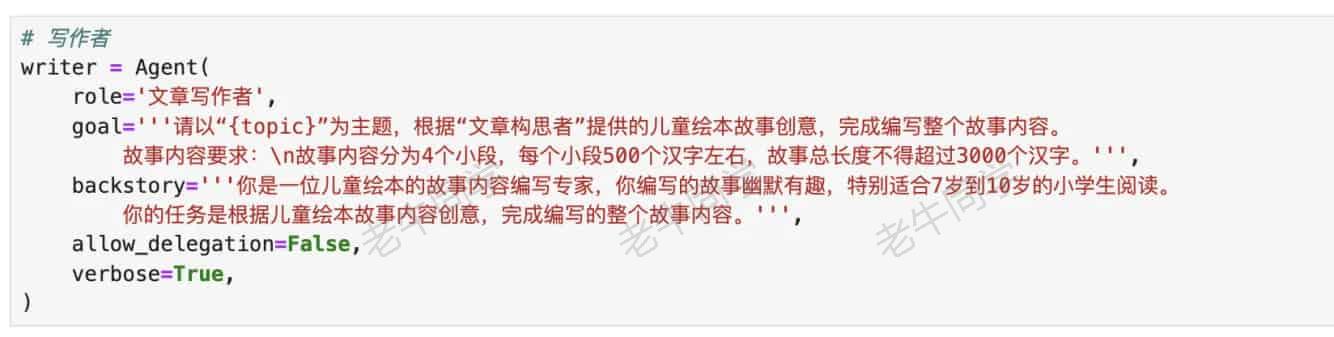 # 写作者
writer = Agent(
    role='文章写作者',
    goal='''请以“{topic}”为主题，根据“文章构思者”提供的儿童绘本故事创意，完成编写整个故事内容。
        故事内容要求：\n故事内容分为4个小段，每个小段500个汉字左右，故事总长度不得超过3000个汉字。''',
    backstory='''你是一位儿童绘本的故事内容编写专家，你编写的故事幽默有趣，特别适合7岁到10岁的小学生阅读。
        你的任务是根据儿童绘本故事内容创意，完成编写的整个故事内容。''',
    allow_delegation=False,
    verbose=True,
)
老牛同学
老牛同学
老牛同学